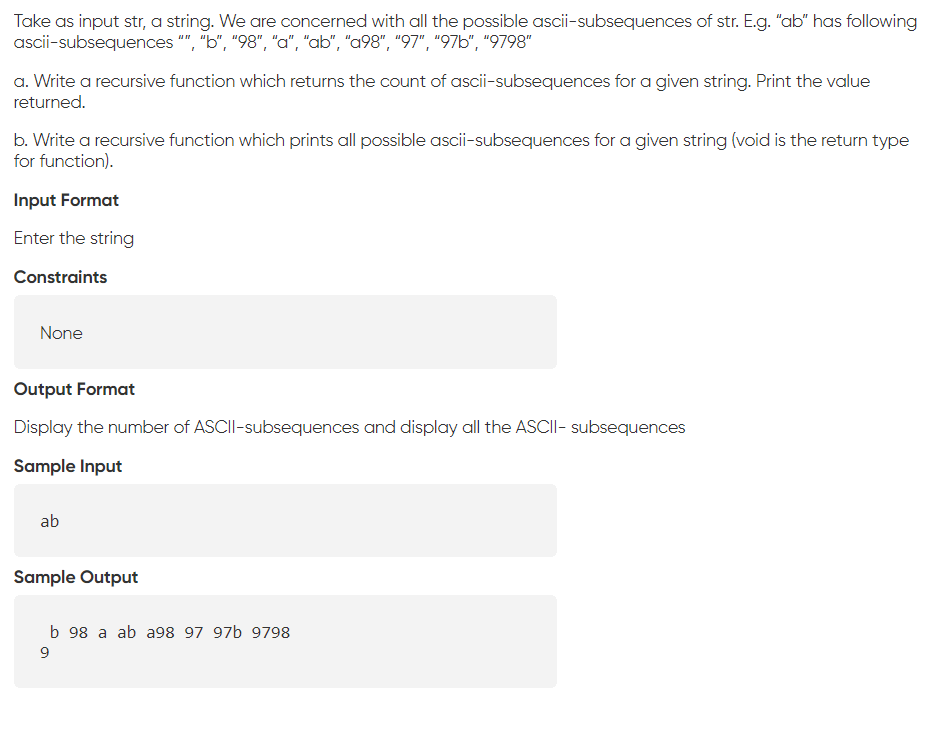 Take as input str, a string. We are concerned with all the possible ascii-subsequences of str. E.g. “ab” has following
ascii-subsequences “”, “b”, “98”, “a”, “ab”, “a98”, “97”, “97b”, “9798”
a. Write a recursive function which returns the count of ascii-subsequences for a given string. Print the value
returned.
b. Write a recursive function which prints all possible ascii-subsequences for a given string (void is the return type
for function).
Input Format
Enter the string
Constraints
None
Output Format
Display the number of ASCII-subsequences and display all the ASCII- subsequences
Sample Input
ab
Sample Output
b 98 a ab a98 97 97b 9798
9